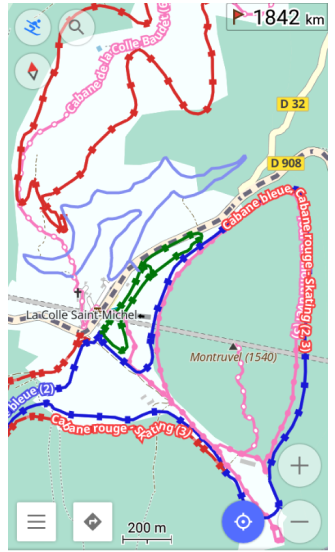 1842 km
Cabane de la Colle Baudet (
D 32
D 908
Cabane bleue
Cabane rouge - Skating (2,3)
La Colle Saint-Michel
Montruvel (1540)
bleue (2)
Cabane rouge - Skating (3)
200 m